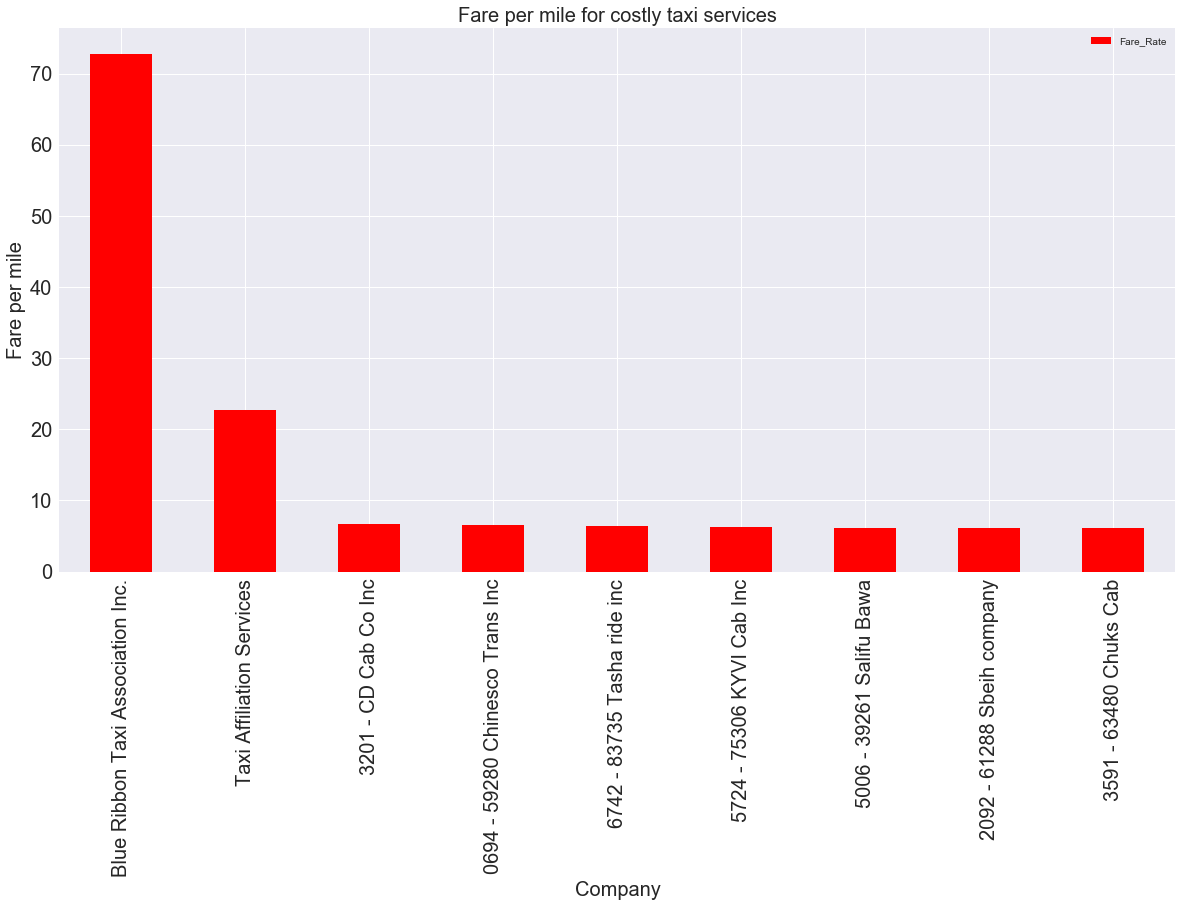 Fare per mile for costly taxi services
Fare_Rate
Fare per mile
70
60
50
40
30
20
10
0
Blue Ribbon Taxi Association Inc.
Taxi Affiliation Services
3201 - CD Cab Co Inc
0694 - 59280 Chinesco Trans Inc
6742 - 83735 Tasha ride inc
5724 - 75306 KYVI Cab Inc
5006 - 39261 Salifu Bawa
2092 - 61288 Sbeih company
3591 - 63480 Chuks Cab
Company